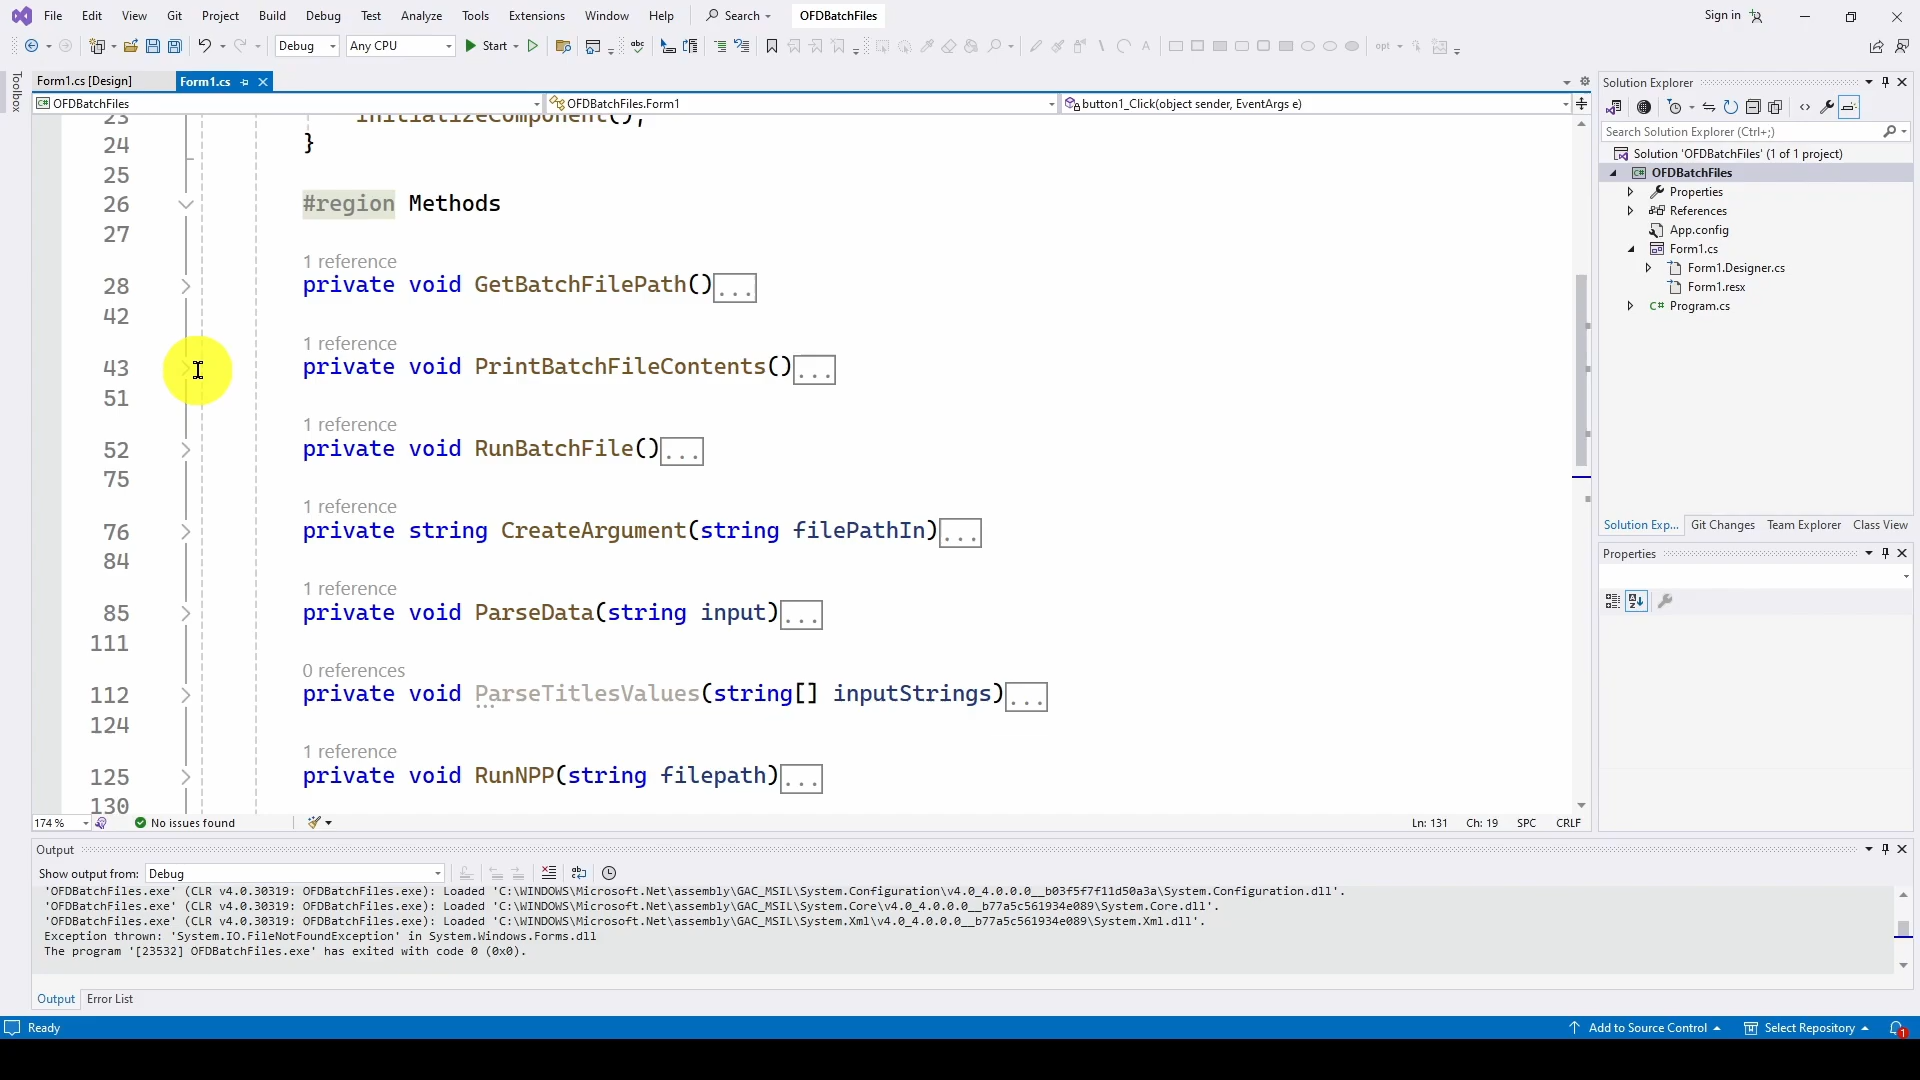 File Edit View Git Project Build Debug Test Analyze Tools Extensions Window Help Search OFDBatchFiles Sign in
Debug Any CPU Start opt
Toolbox
Form1.cs [Design] Form1.cs
OFDBatchFiles OFDBatchFiles.Form1 button1_Click(object sender, EventArgs e)
23 InitializeComponent();
24 }
25
26 #region Methods
27
1 reference
28 private void GetBatchFilePath()...
42
1 reference
43 private void PrintBatchFileContents()...
51
1 reference
52 private void RunBatchFile()...
75
1 reference
76 private string CreateArgument(string filePathIn)...
84
1 reference
85 private void ParseData(string input)...
111
0 references
112 private void ParseTitlesValues(string[] inputStrings)...
124
1 reference
125 private void RunNPP(string filepath)...
130
174 % No issues found Ln: 131 Ch: 19 SPC CRLF
Solution Explorer
Search Solution Explorer (Ctrl+;)
Solution 'OFDBatchFiles' (1 of 1 project)
C# OFDBatchFiles
Properties
References
App.config
Form1.cs
Form1.Designer.cs
Form1.resx
C# Program.cs
Solution Exp... Git Changes Team Explorer Class View
Properties
Output
Show output from: Debug
'OFDBatchFiles.exe' (CLR v4.0.30319: OFDBatchFiles.exe): Loaded 'C:\WINDOWS\Microsoft.Net\assembly\GAC_MSIL\System.Configuration\v4.0_4.0.0.0__b03f5f7f11d50a3a\System.Configuration.dll'.
'OFDBatchFiles.exe' (CLR v4.0.30319: OFDBatchFiles.exe): Loaded 'C:\WINDOWS\Microsoft.Net\assembly\GAC_MSIL\System.Core\v4.0_4.0.0.0__b77a5c561934e089\System.Core.dll'.
'OFDBatchFiles.exe' (CLR v4.0.30319: OFDBatchFiles.exe): Loaded 'C:\WINDOWS\Microsoft.Net\assembly\GAC_MSIL\System.Xml\v4.0_4.0.0.0__b77a5c561934e089\System.Xml.dll'.
Exception thrown: 'System.IO.FileNotFoundException' in System.Windows.Forms.dll
The program '[23532] OFDBatchFiles.exe' has exited with code 0 (0x0).
Output Error List
Ready Add to Source Control Select Repository 1